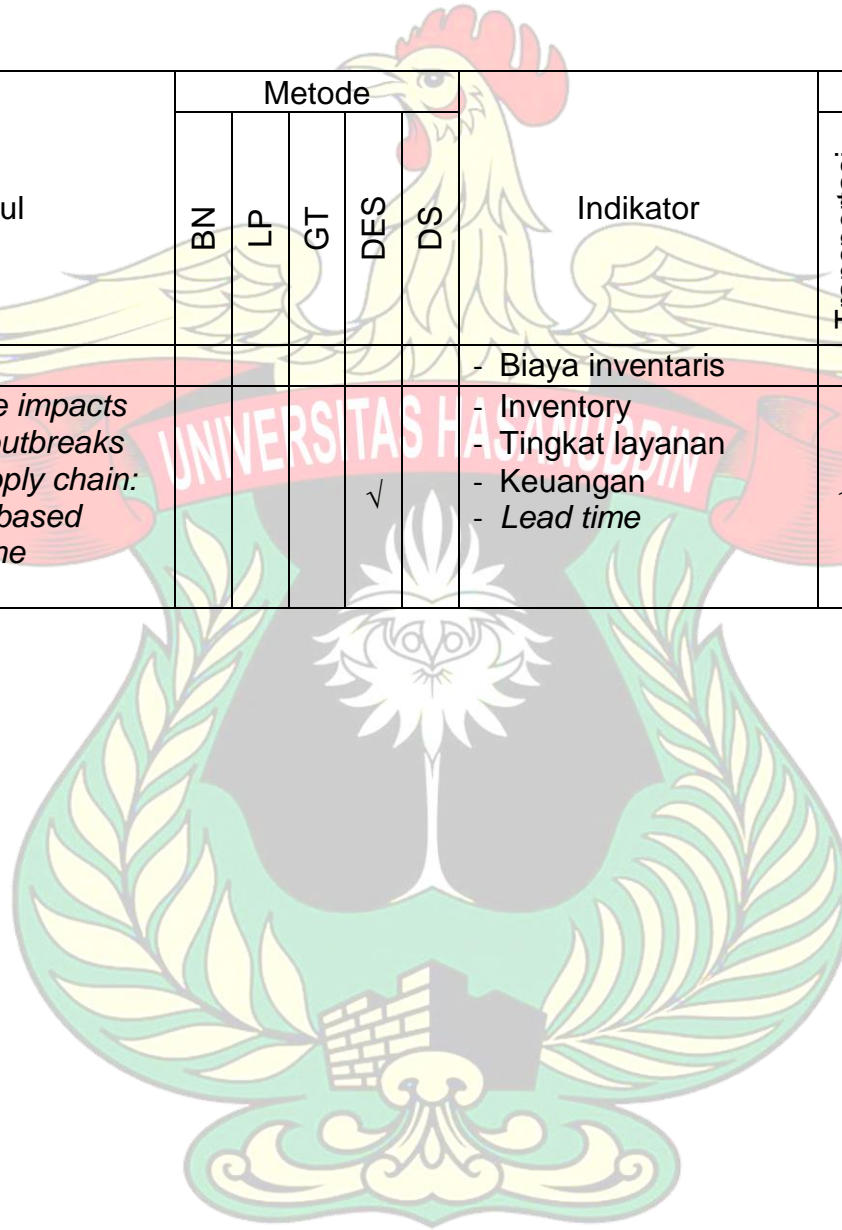 Metode
ul
BN
LP
GT
DES
DS
Indikator
- Biaya inventaris
e impacts
outbreaks
pply chain:
based
ne
√
- Inventory
- Tingkat layanan
- Keuangan
- Lead time
UNIVERSITAS HASANUDDIN